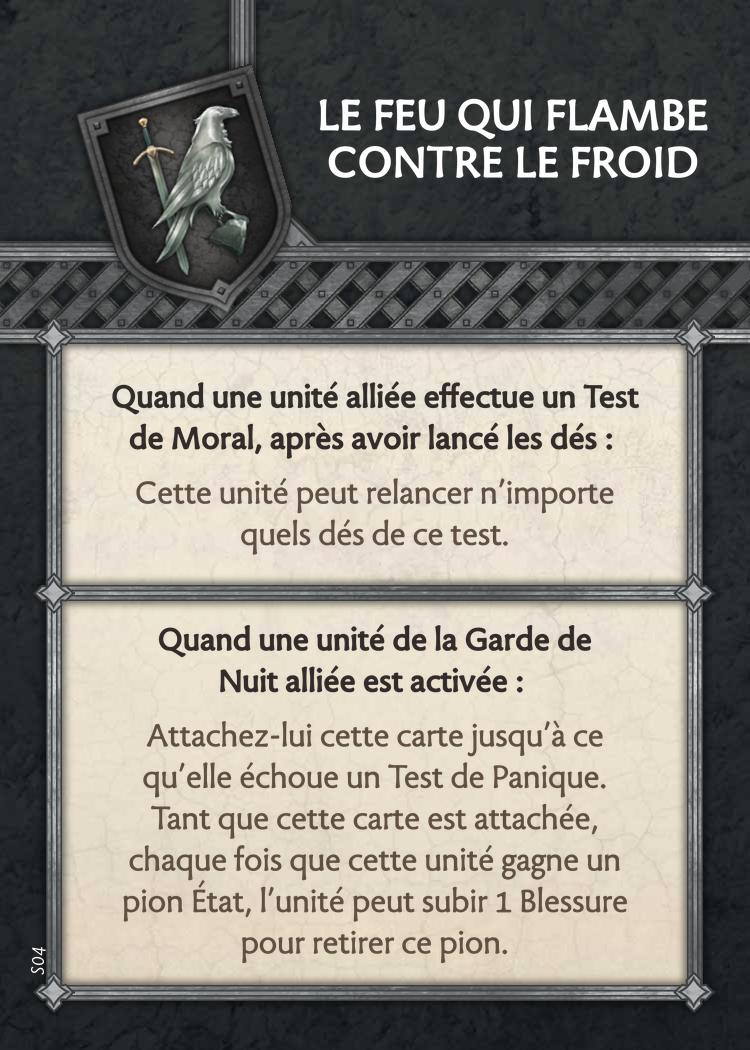 LE FEU QUI FLAMBE
CONTRE LE FROID
Quand une unité alliée effectue un Test
de Moral, après avoir lancé les dés :
Cette unité peut relancer n'importe
quels dés de ce test.
Quand une unité de la Garde de
Nuit alliée est activée :
Attachez-lui cette carte jusqu'à ce
qu'elle échoue un Test de Panique.
Tant que cette carte est attachée,
chaque fois que cette unité gagne un
pion État, l'unité peut subir 1 Blessure
pour retirer ce pion.
S04